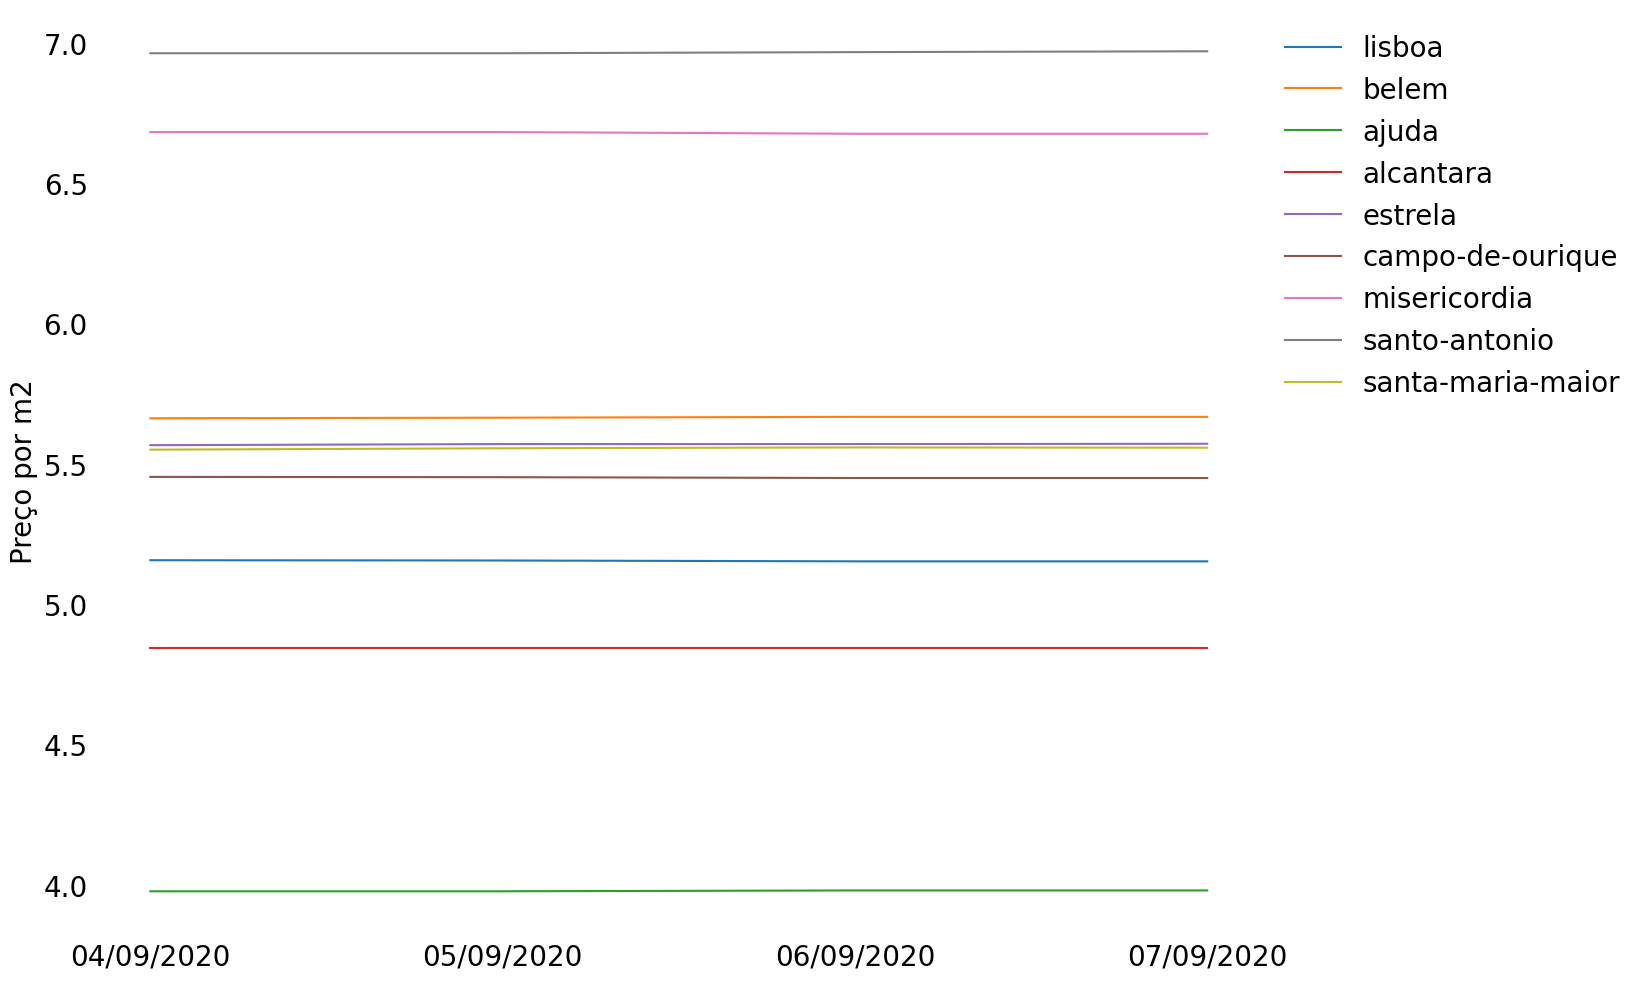 7.0
6.5
6.0
5.5
5.0
4.5
4.0
Preço por m2
04/09/2020 05/09/2020 06/09/2020 07/09/2020
lisboa
belem
ajuda
alcantara
estrela
campo-de-ourique
misericordia
santo-antonio
santa-maria-maior